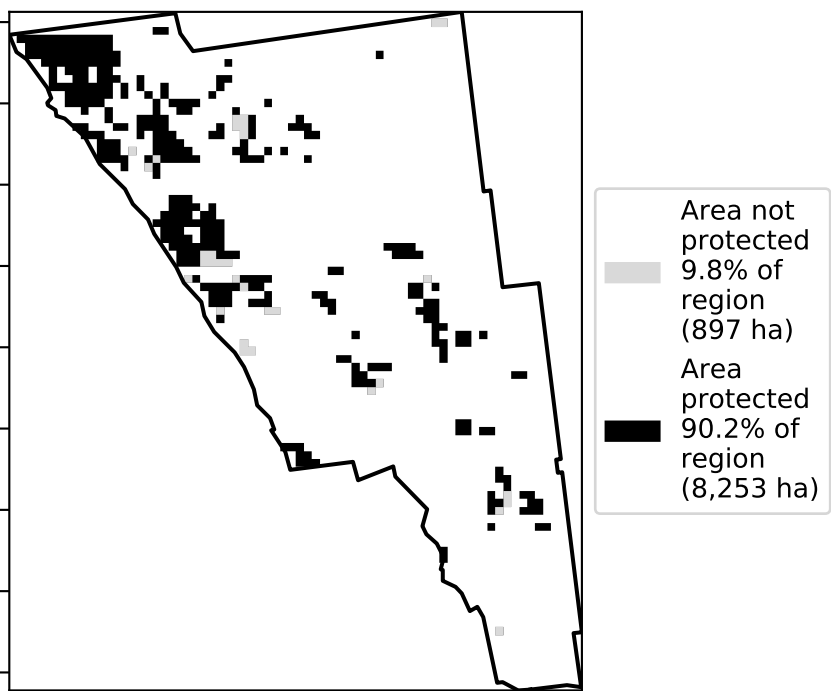 Area not
protected
9.8% of
region
(897 ha)
Area
protected
90.2% of
region
(8,253 ha)